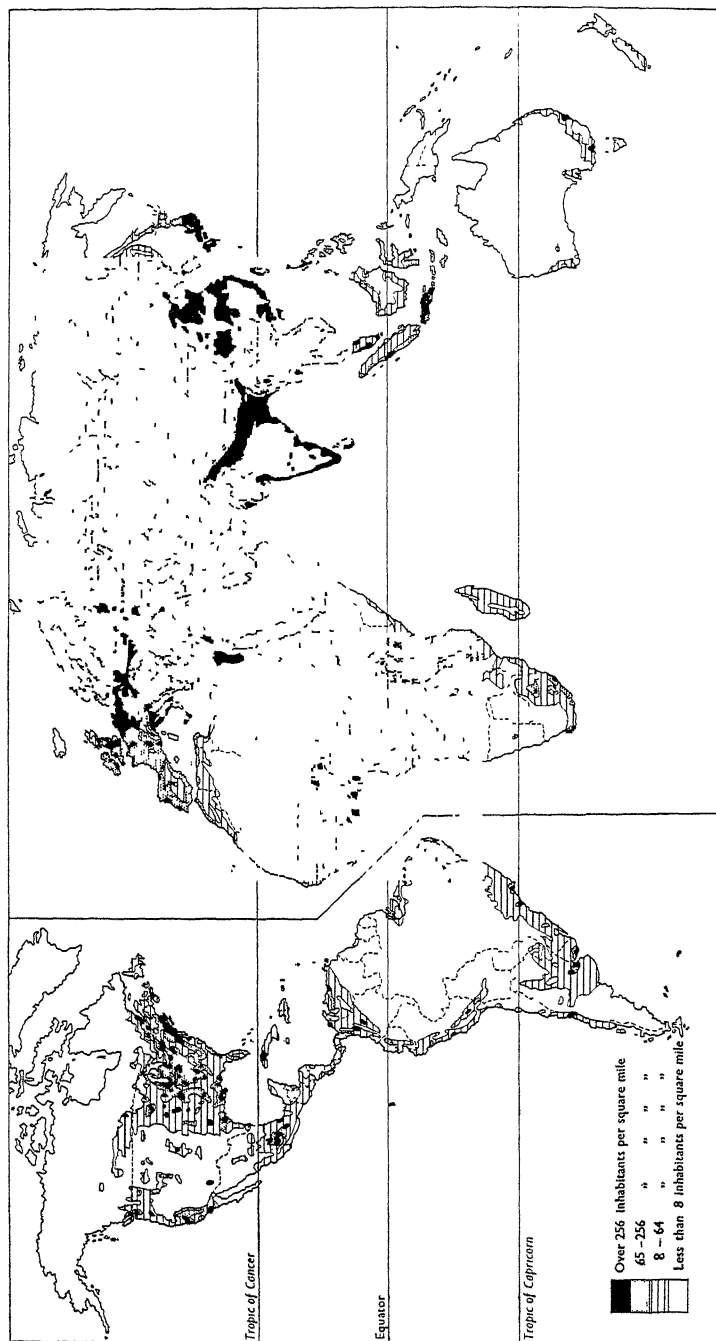 Tropic of Cancer
Equator
Tropic of Capricorn
Over 256 inhabitants per square mile
65 – 256 " " " "
8 – 64 " " " "
Less than 8 inhabitants per square mile